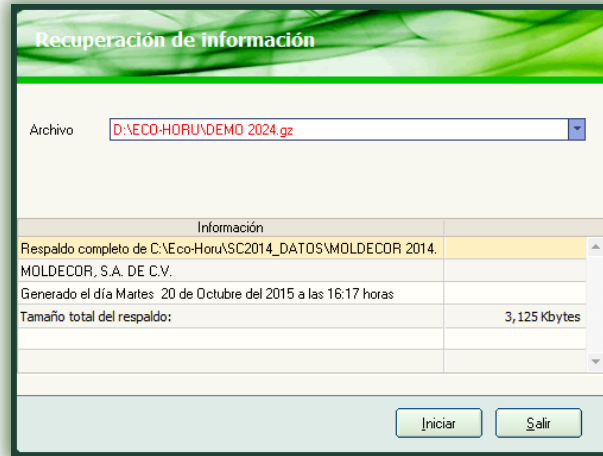 Recuperación de información
Archivo D:\ECO-HORU\DEMO 2024.gz
Información
Respaldo completo de C:\Eco-Horu\SC2014_DATOS\MOLDECOR 2014.
MOLDECOR, S.A. DE C.V.
Generado el día Martes 20 de Octubre del 2015 a las 16:17 horas
Tamaño total del respaldo: 3,125 Kbytes
Iniciar Salir